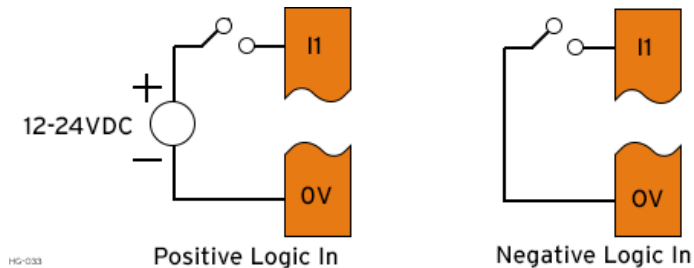 I1
I1
+
12-24VDC
−
0V
0V
HG-033
Positive Logic In
Negative Logic In